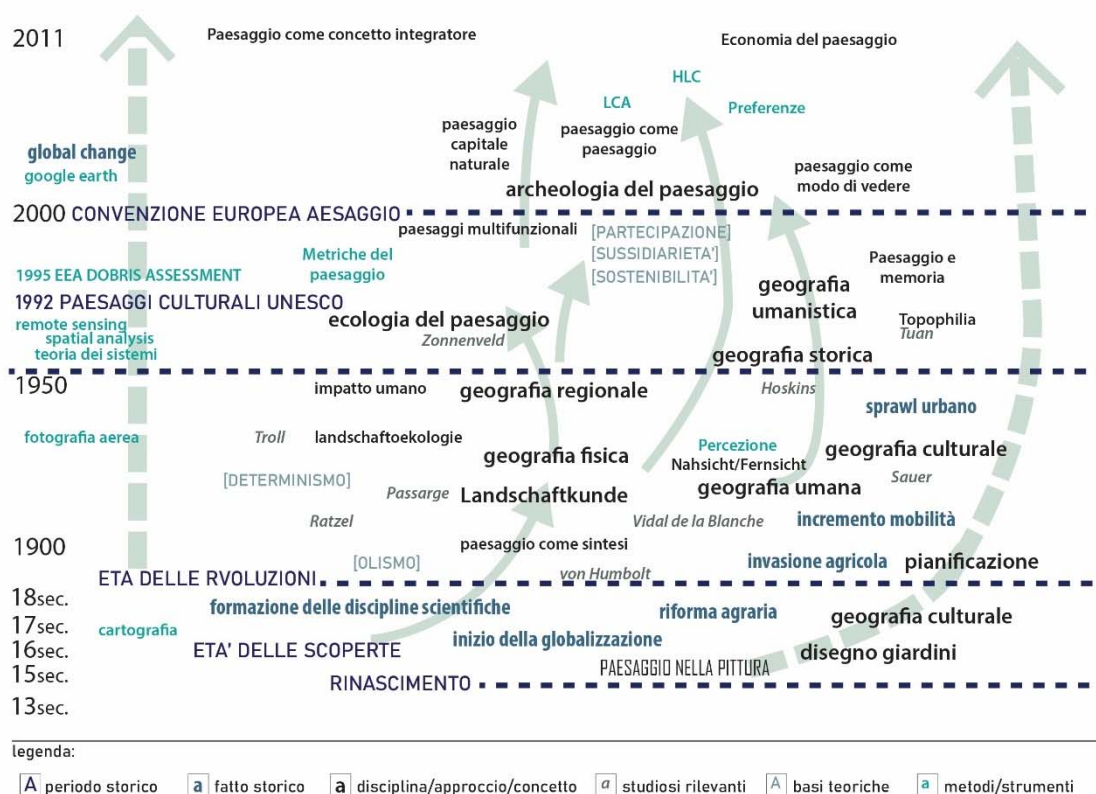 2011
Paesaggio come concetto integratore
Economia del paesaggio
HLC
LCA
Preferenze
paesaggio
capitale
naturale
paesaggio come
paesaggio
global change
google earth
paesaggio come
modo di vedere
archeologia del paesaggio
2000 CONVENZIONE EUROPEA AESAGGIO
paesaggi multifunzionali
[PARTECIPAZIONE]
[SUSSIDIARIETA']
[SOSTENIBILITA']
Metriche del
paesaggio
Paesaggio e
memoria
1995 EEA DOBRIS ASSESSMENT
geografia
umanistica
1992 PAESAGGI CULTURALI UNESCO
remote sensing
spatial analysis
teoria dei sistemi
ecologia del paesaggio
Zonnenveld
Topophilia
Tuan
geografia storica
1950
impatto umano
geografia regionale
Hoskins
sprawl urbano
fotografia aerea
Troll
landschaftoekologie
Percezione
geografia culturale
geografia fisica
Nahsicht/Fernsicht
Sauer
[DETERMINISMO]
Passarge
Landschaftkunde
geografia umana
Ratzel
Vidal de la Blanche
incremento mobilità
1900
paesaggio come sintesi
[OLISMO]
von Humbolt
invasione agricola
pianificazione
ETA DELLE RVOLUZIONI
18sec.
formazione delle discipline scientifiche
riforma agraria
geografia culturale
17sec.
cartografia
inizio della globalizzazione
16sec.
ETA' DELLE SCOPERTE
disegno giardini
15sec.
PAESAGGIO NELLA PITTURA
RINASCIMENTO
13sec.
legenda:
A periodo storico
a fatto storico
a disciplina/approccio/concetto
a studiosi rilevanti
A basi teoriche
a metodi/strumenti